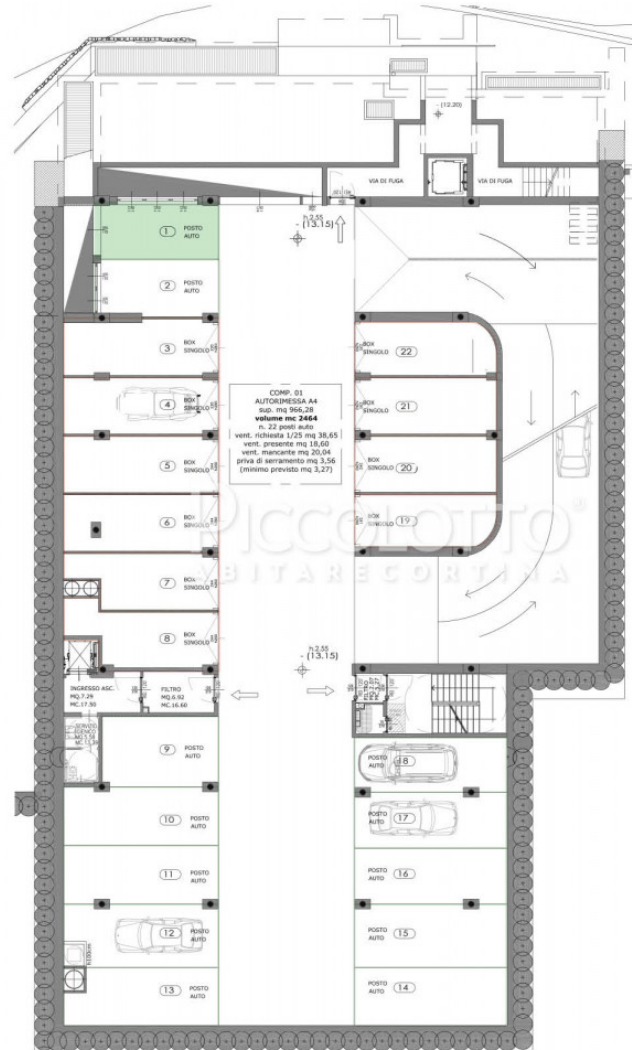 - (12.20)
VIA DI FUGA
VIA DI FUGA
h 2,55
- (13.15)
1 POSTO
AUTO
2 POSTO
AUTO
3 BOX
SINGOLO
BOX
SINGOLO 22
COMP. 01
AUTORIMESSA A4
sup. mq 966,28
volume mc 2464
n. 22 posti auto
vent. richiesta 1/25 mq 38,65
vent. presente mq 18,60
vent. mancante mq 20,04
priva di serramento mq 3,56
(minimo previsto mq 3,27)
4 BOX
SINGOLO
BOX
SINGOLO 21
5 BOX
SINGOLO
BOX
SINGOLO 20
6 BOX
SINGOLO
BOX
SINGOLO 19
PICCOLOTTO®
ABITARECORTINA
7 BOX
SINGOLO
8 BOX
SINGOLO
h 2,55
- (13.15)
INGRESSO ASC.
MQ.7.29
MC.17.50
FILTRO
MQ.6.92
MC.16.60
FILTRO
SERVIZIO
IGIENICO
9 POSTO
AUTO
POSTO
AUTO 18
10 POSTO
AUTO
POSTO
AUTO 17
11 POSTO
AUTO
POSTO
AUTO 16
12 POSTO
AUTO
POSTO
AUTO 15
13 POSTO
AUTO
POSTO
AUTO 14